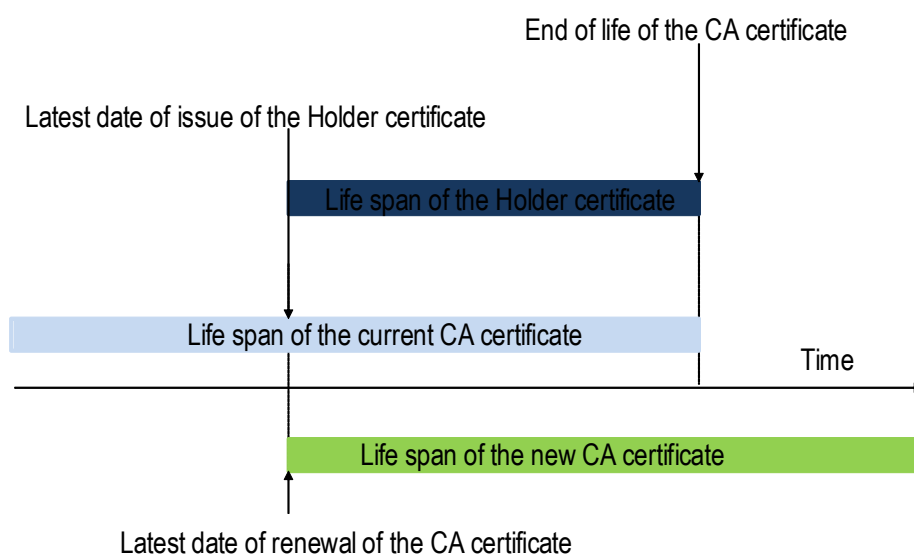 End of life of the CA certificate
Latest date of issue of the Holder certificate
Life span of the Holder certificate
Life span of the current CA certificate
Time
Life span of the new CA certificate
Latest date of renewal of the CA certificate